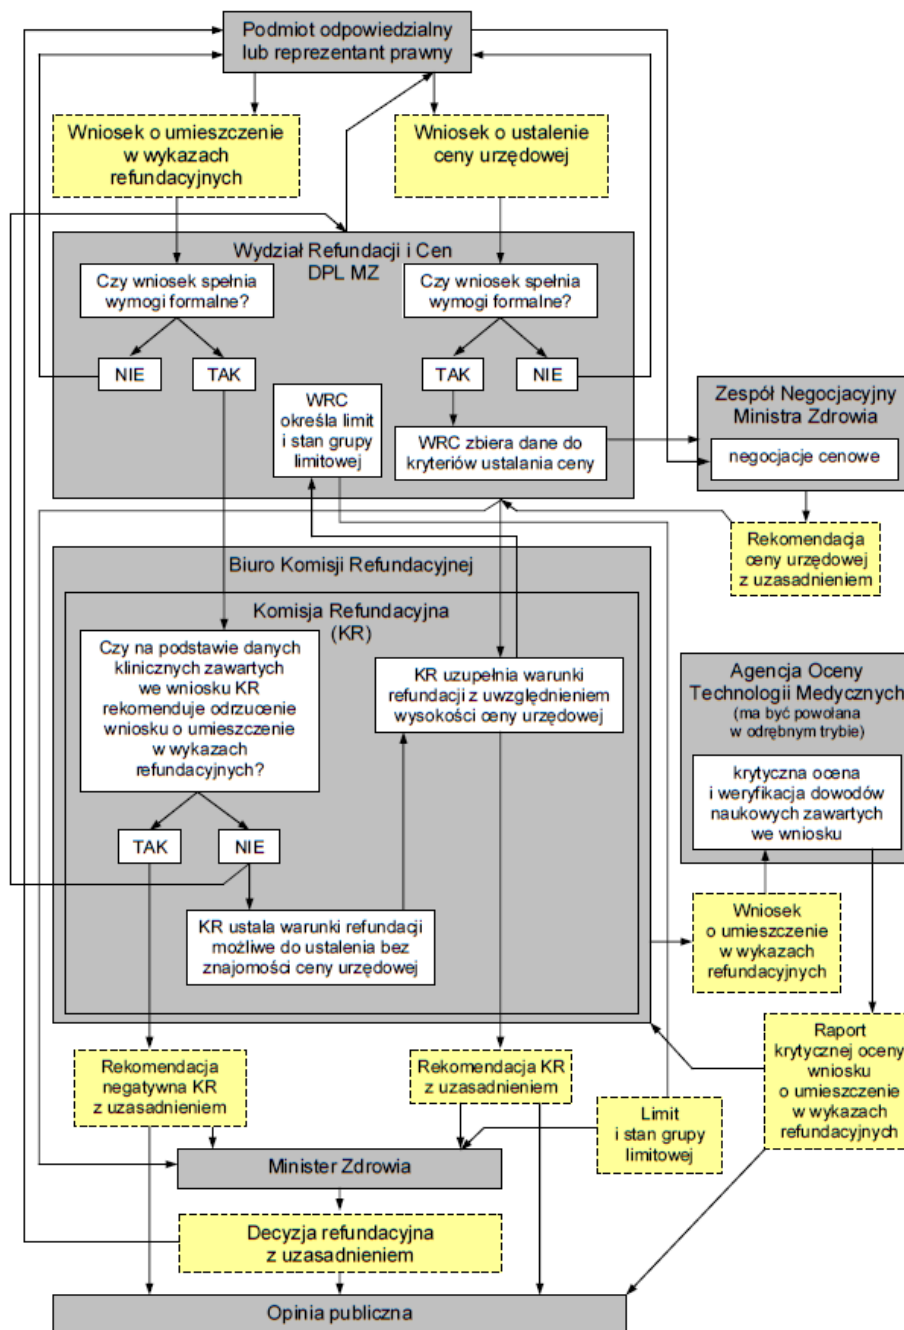 Podmiot odpowiedzialny
lub reprezentant prawny
Wniosek o umieszczenie
w wykazach
refundacyjnych
Wniosek o ustalenie
ceny urzędowej
Wydział Refundacji i Cen
DPL MZ
Czy wniosek spełnia
wymogi formalne?
Czy wniosek spełnia
wymogi formalne?
NIE
TAK
TAK
NIE
WRC
określa limit
i stan grupy
limitowej
WRC zbiera dane do
kryteriów ustalania ceny
Zespół Negocjacyjny
Ministra Zdrowia
negocjacje cenowe
Rekomendacja
ceny urzędowej
z uzasadnieniem
Biuro Komisji Refundacyjnej
Komisja Refundacyjna
(KR)
Czy na podstawie danych
klinicznych zawartych
we wniosku KR
rekomenduje odrzucenie
wniosku o umieszczenie
w wykazach
refundacyjnych?
KR uzupełnia warunki
refundacji z uwzględnieniem
wysokości ceny urzędowej
Agencja Oceny
Technologii Medycznych
(ma być powołana
w odrębnym trybie)
krytyczna ocena
i weryfikacja dowodów
naukowych zawartych
we wniosku
TAK
NIE
KR ustala warunki refundacji
możliwe do ustalenia bez
znajomości ceny urzędowej
Wniosek
o umieszczenie
w wykazach
refundacyjnych
Rekomendacja
negatywna KR
z uzasadnieniem
Rekomendacja KR
z uzasadnieniem
Raport
krytycznej oceny
wniosku
o umieszczenie
w wykazach
refundacyjnych
Limit
i stan grupy
limitowej
Minister Zdrowia
Decyzja refundacyjna
z uzasadnieniem
Opinia publiczna